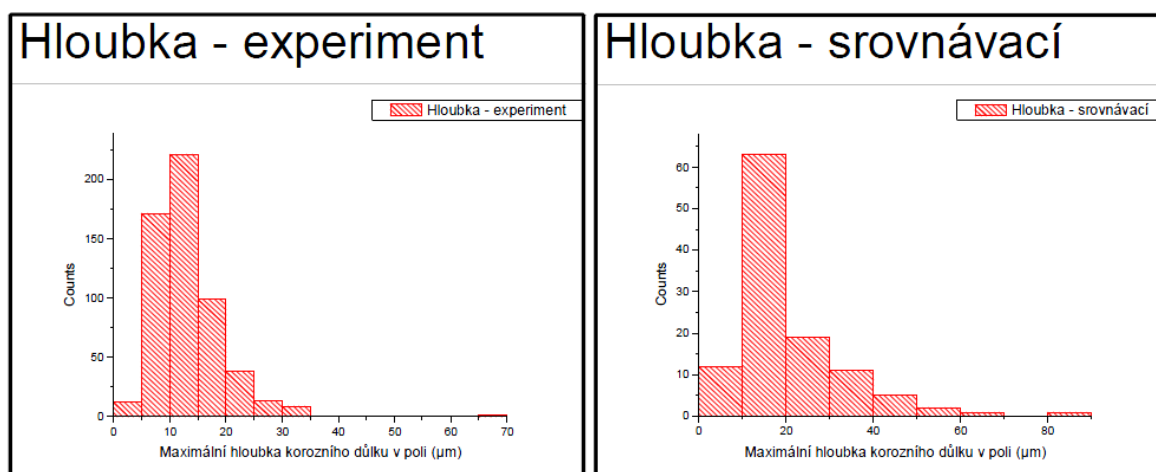 Hloubka - experiment
Hloubka - experiment
200
150
100
50
0
Counts
0 10 20 30 40 50 60 70
Maximální hloubka korozního důlku v poli (µm)
Hloubka - srovnávací
Hloubka - srovnávací
60
50
40
30
20
10
0
Counts
0 20 40 60 80
Maximální hloubka korozního důlku v poli (µm)